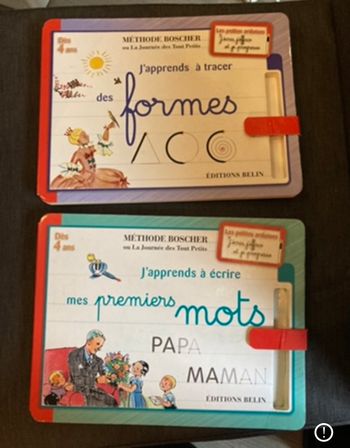 Dès
4 ans
MÉTHODE BOSCHER
ou La Journée des Tout Petits
Les petites ardoises
J'écris, j'efface
et je progresse
J'apprends à tracer
des formes
ÉDITIONS BELIN
Dès
4 ans
MÉTHODE BOSCHER
ou La Journée des Tout Petits
Les petites ardoises
J'écris, j'efface
et je progresse
J'apprends à écrire
mes premiers mots
PAPA
MAMAN
ÉDITIONS BELIN